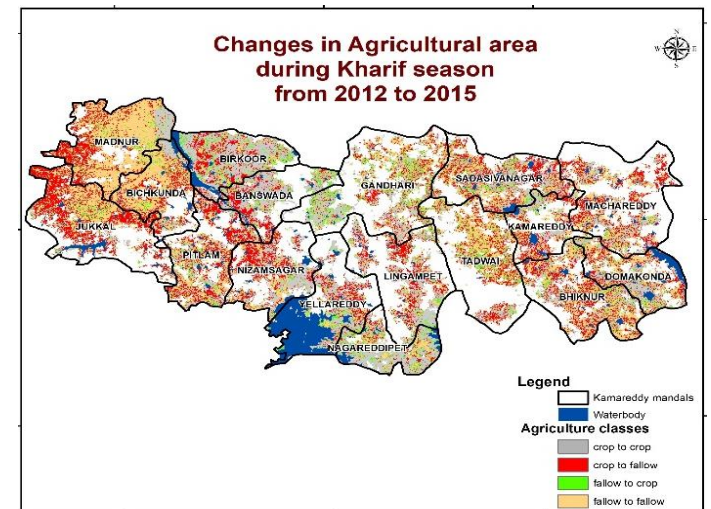 Changes in Agricultural area
during Kharif season
from 2012 to 2015
N
W E
S
MADNUR
BIRKOOR
BICHKUNDA
BANSWADA
GANDHARI
SADASIVANAGAR
MACHAREDDY
JUKKAL
KAMAREDDY
PITLAM
NIZAMSAGAR
LINGAMPET
TADWAI
DOMAKONDA
BHIKNUR
YELLAREDDY
NAGAREDDIPET
Legend
Kamareddy mandals
Waterbody
Agriculture classes
crop to crop
crop to fallow
fallow to crop
fallow to fallow